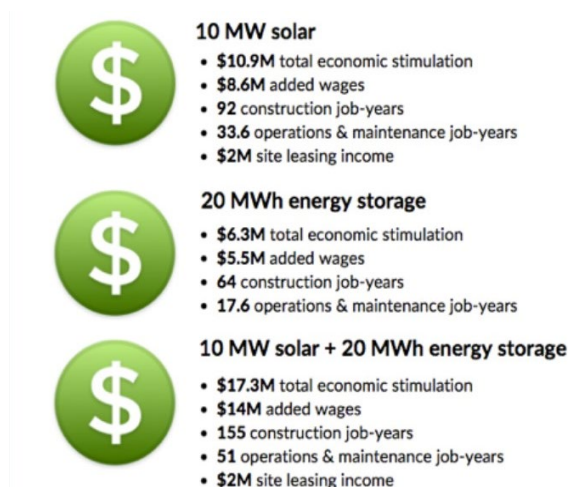 10 MW solar
• $10.9M total economic stimulation
• $8.6M added wages
• 92 construction job-years
• 33.6 operations & maintenance job-years
• $2M site leasing income
20 MWh energy storage
• $6.3M total economic stimulation
• $5.5M added wages
• 64 construction job-years
• 17.6 operations & maintenance job-years
10 MW solar + 20 MWh energy storage
• $17.3M total economic stimulation
• $14M added wages
• 155 construction job-years
• 51 operations & maintenance job-years
• $2M site leasing income